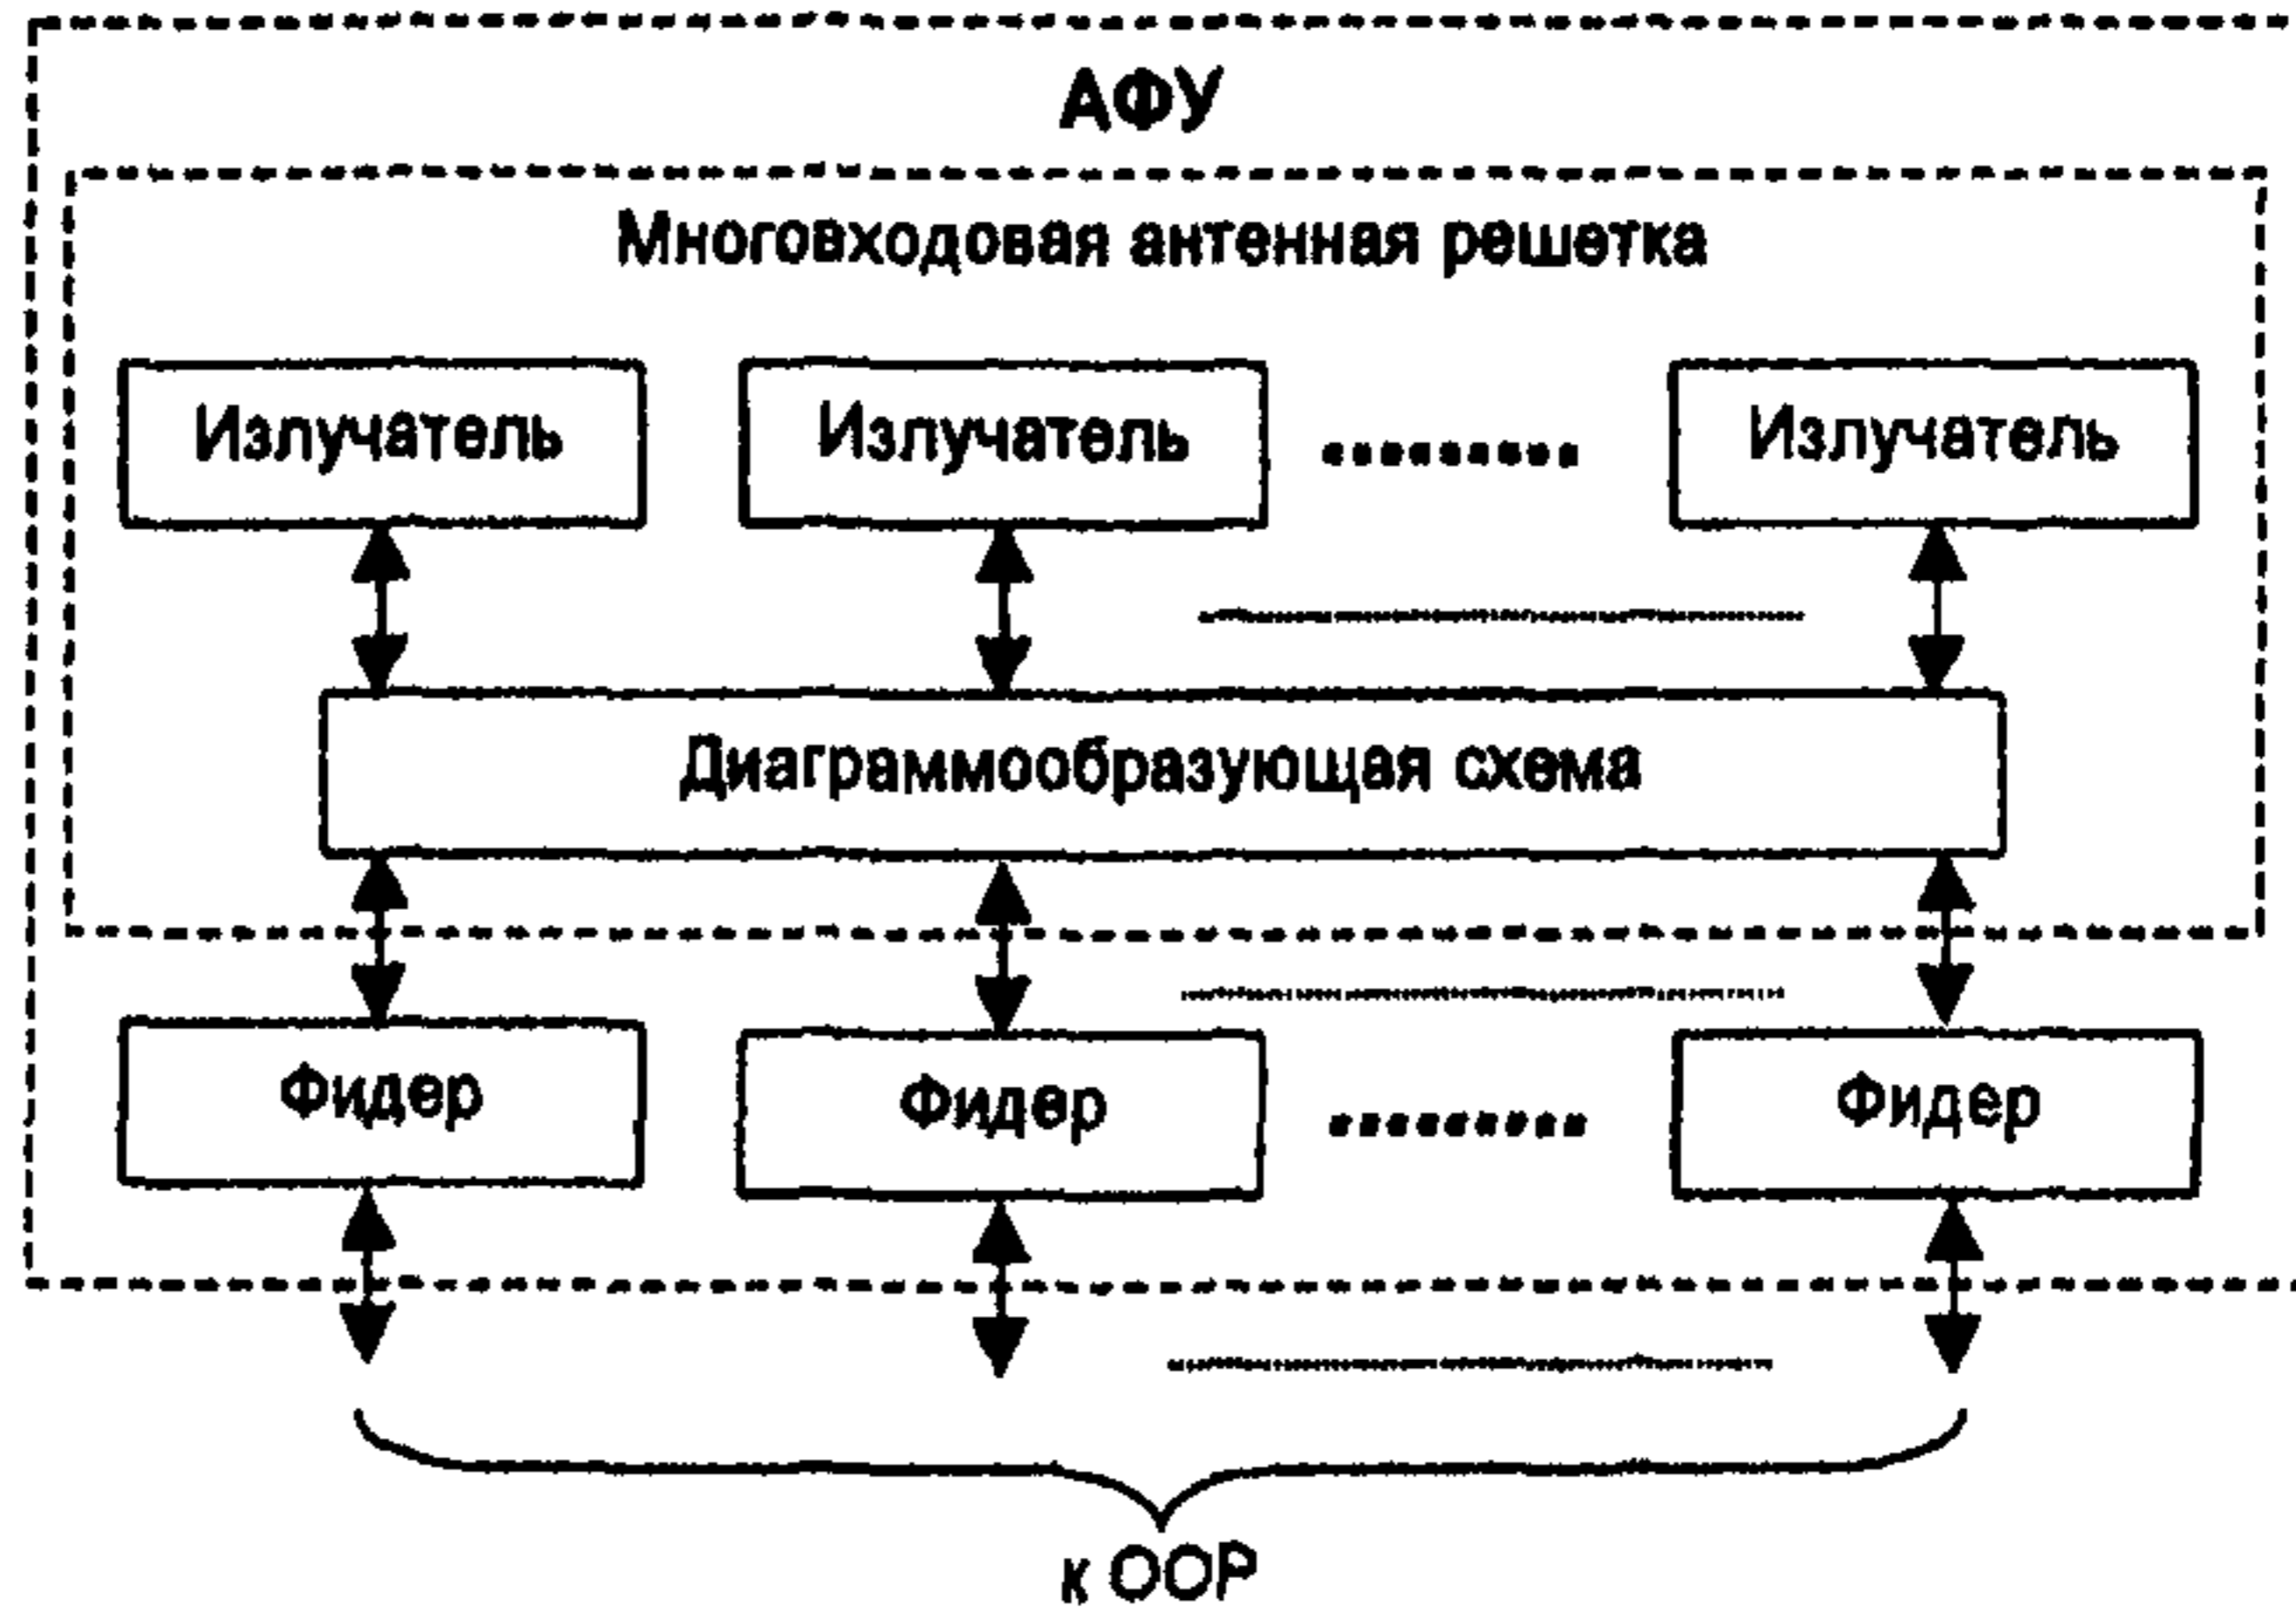 АФУ
Многовходовая антенная решетка
Излучатель Излучатель Излучатель
Диаграммообразующая схема
Фидер Фидер Фидер
к ООР